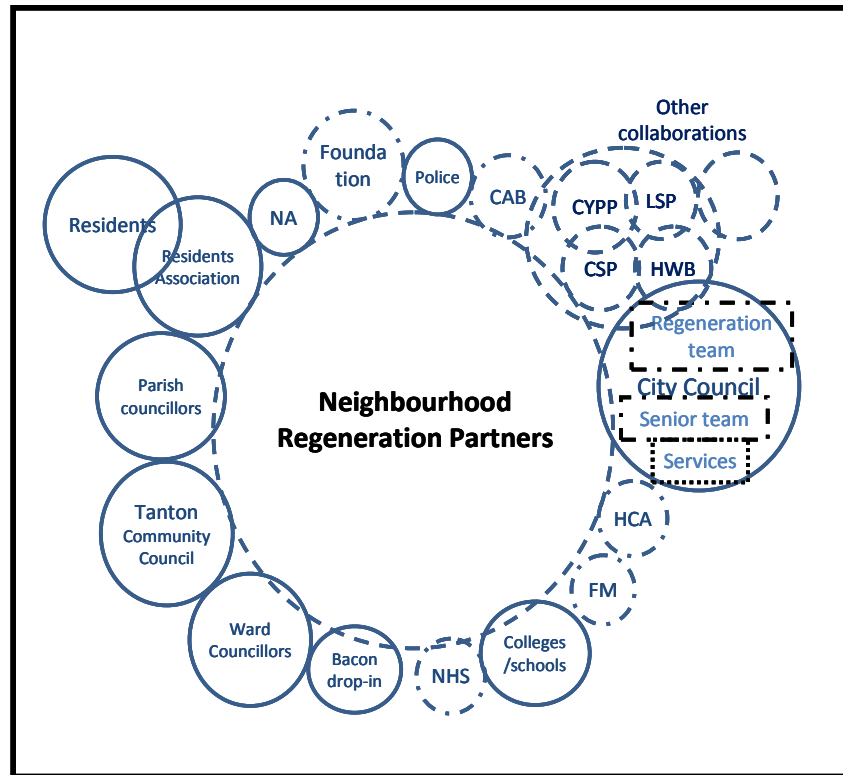 Other
collaborations
Founda
tion
Police
CAB
CYPP
LSP
NA
Residents
Residents
Association
CSP
HWB
Regeneration
team
City Council
Senior team
Services
Parish
councillors
Neighbourhood
Regeneration Partners
Tanton
Community
Council
HCA
FM
Ward
Councillors
Bacon
drop-in
NHS
Colleges
/schools